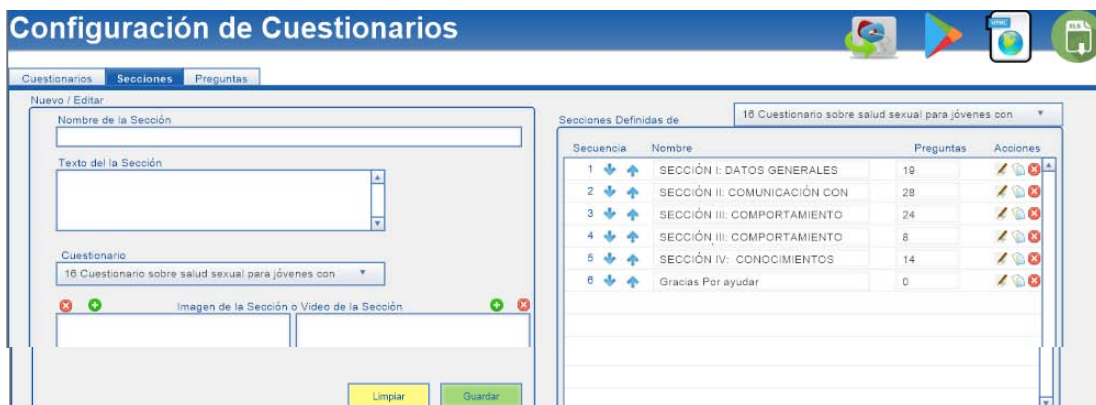 Configuración de Cuestionarios
HTML
XLS
Cuestionarios Secciones Preguntas
Nuevo / Editar
Nombre de la Sección
Texto del la Sección
Cuestionario
16 Cuestionario sobre salud sexual para jóvenes con
Imagen de la Sección o Video de la Sección
Limpiar Guardar
Secciones Definidas de 16 Cuestionario sobre salud sexual para jóvenes con
Secuencia Nombre Preguntas Acciones
1 SECCIÓN I: DATOS GENERALES 19
2 SECCIÓN II: COMUNICACIÓN CON 28
3 SECCIÓN III: COMPORTAMIENTO 24
4 SECCIÓN III: COMPORTAMIENTO 8
5 SECCIÓN IV: CONOCIMIENTOS 14
6 Gracias Por ayudar 0